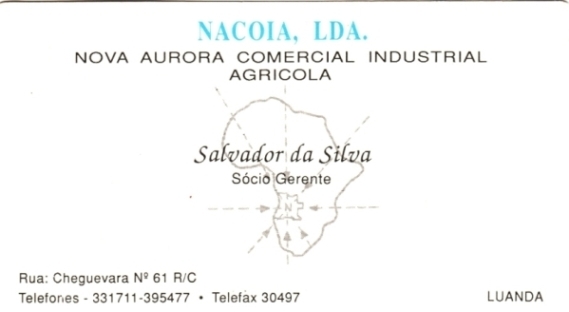 NACOIA, LDA.
NOVA AURORA COMERCIAL INDUSTRIAL
AGRICOLA
Salvador da Silva
Sócio Gerente
N
Rua: Cheguevara Nº 61 R/C
Telefones - 331711-395477 • Telefax 30497
LUANDA